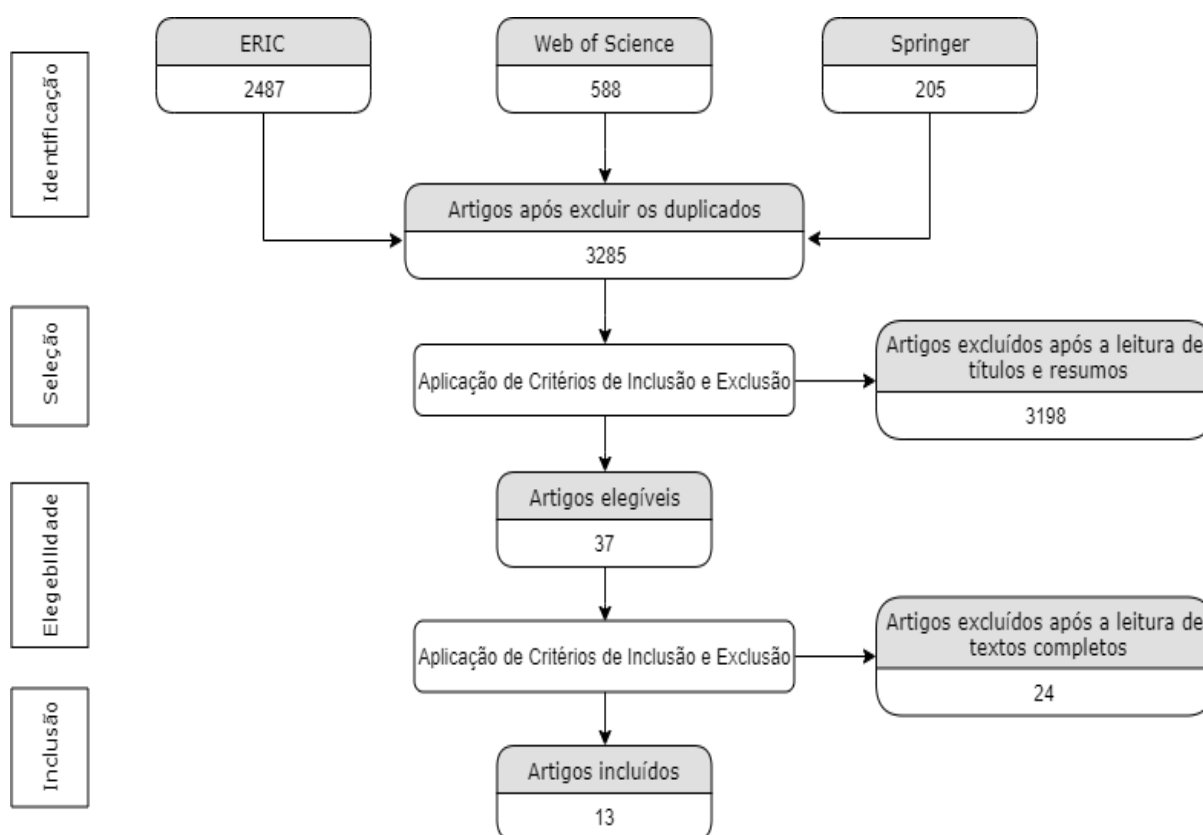 Identificação
ERIC
2487
Web of Science
588
Springer
205
Artigos após excluir os duplicados
3285
Seleção
Aplicação de Critérios de Inclusão e Exclusão
Artigos excluídos após a leitura de
títulos e resumos
3198
Elegebilidade
Artigos elegíveis
37
Aplicação de Critérios de Inclusão e Exclusão
Artigos excluídos após a leitura de
textos completos
24
Inclusão
Artigos incluídos
13